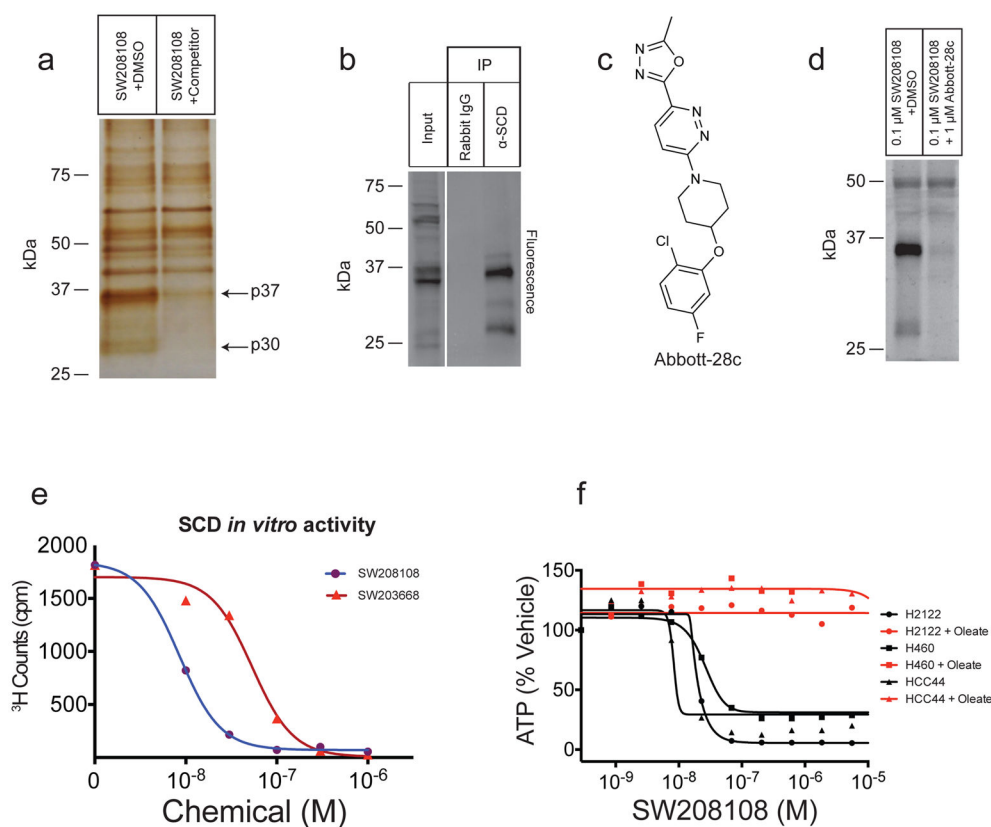 a
SW208108
+DMSO
SW208108
+Competitor
kDa
75
50
37
25
p37
p30
b
IP
Input
Rabbit IgG
α-SCD
kDa
75
50
37
25
Fluorescence
c
N
N
O
N
N
N
Cl
O
F
Abbott-28c
d
0.1 µM SW208108
+DMSO
0.1 µM SW208108
+ 1 µM Abbott-28c
kDa
50
37
25
e
SCD in vitro activity
³H Counts (cpm)
2000
1500
1000
500
0
10⁻⁸
10⁻⁷
10⁻⁶
Chemical (M)
SW208108
SW203668
f
ATP (% Vehicle)
150
100
50
0
10⁻⁹
10⁻⁸
10⁻⁷
10⁻⁶
10⁻⁵
SW208108 (M)
H2122
H2122 + Oleate
H460
H460 + Oleate
HCC44
HCC44 + Oleate